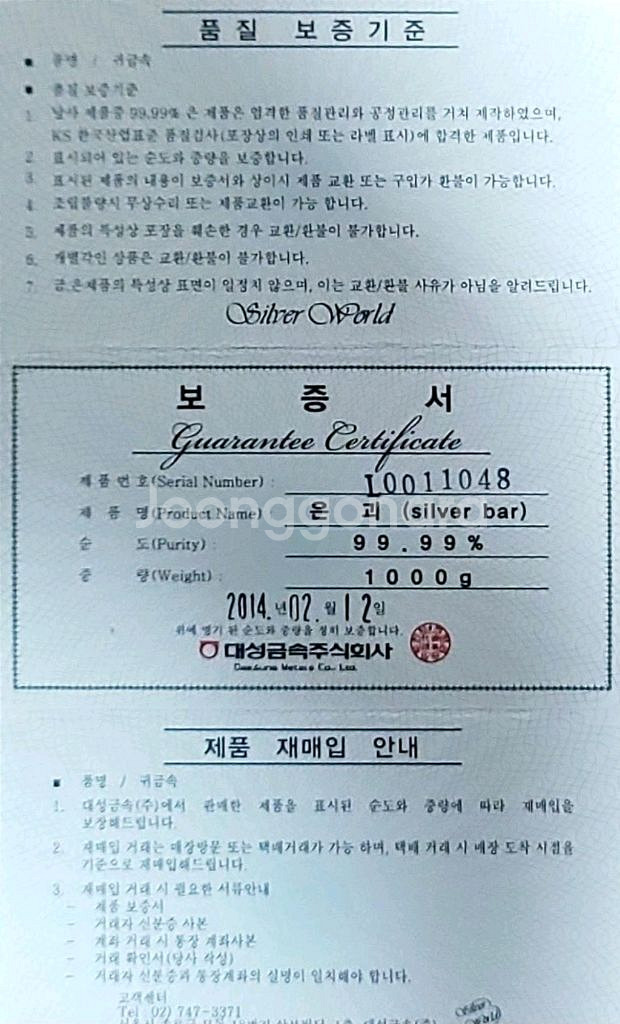 품질 보증기준
■ 품명 / 귀금속
■ 품질 보증기준
1. 당사 제품중 99.99% 은 제품은 엄격한 품질관리와 공정관리를 거쳐 제작하였으며,
KS 한국산업표준 품질검사(포장상의 인쇄 또는 라벨 표시)에 합격한 제품입니다.
2. 표시되어 있는 순도와 중량을 보증합니다.
3. 표시된 제품의 내용이 보증서와 상이시 제품 교환 또는 구입가 환불이 가능합니다.
4. 조립불량시 무상수리 또는 제품교환이 가능 합니다.
5. 제품의 특성상 포장을 훼손한 경우 교환/환불이 불가합니다.
6. 개별각인 상품은 교환/환불이 불가합니다.
7. 금.은제품의 특성상 표면이 일정치 않으며, 이는 교환/환불 사유가 아님을 알려드립니다.
Silver World
보 증 서
Guarantee Certificate
제품번호(Serial Number) : I0011048
제 품 명(Product Name) : 은 괴 (silver bar)
순 도(Purity) : 99.99%
중 량(Weight) : 1000g
2014.년 02.월 12일
위에 명기 된 순도와 중량을 정히 보증합니다.
대성금속주식회사
DaeSung Metals Co., Ltd.
Joonggonara
제품 재매입 안내
■ 품명 / 귀금속
1. 대성금속(주)에서 판매한 제품을 표시된 순도와 중량에 따라 재매입을
보장해드립니다.
2. 재매입 거래는 매장방문 또는 택배거래가 가능 하며, 택배 거래 시 매장 도착 시점을
기준으로 재매입해드립니다.
3. 재매입 거래 시 필요한 서류안내
- 제품 보증서
- 거래자 신분증 사본
- 계좌 거래 시 통장 계좌사본
- 거래 확인서(당사 작성)
- 거래자 신분증과 통장계좌의 실명이 일치해야 합니다.
고객센터
Tel 02) 747-3371
Silver World